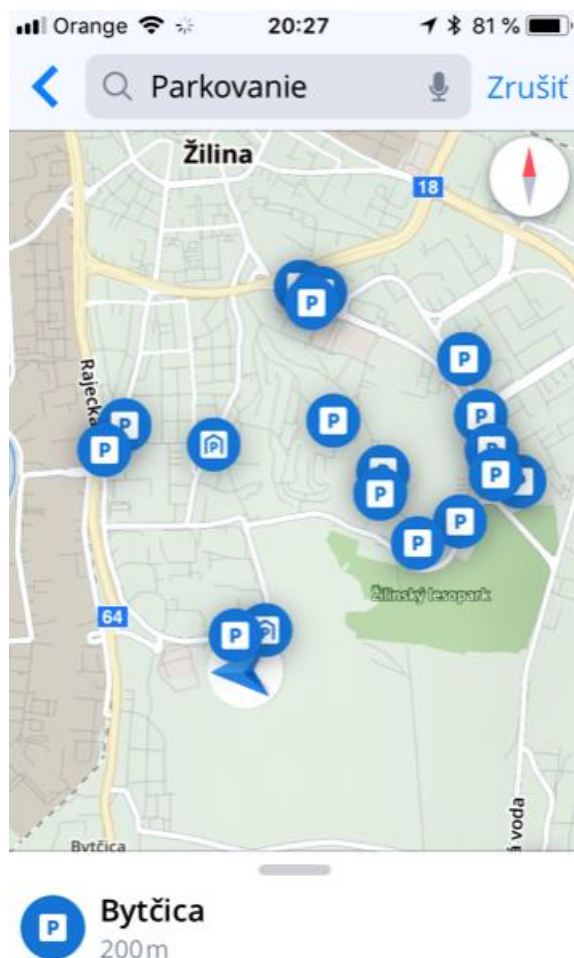 Orange 20:27 81 %
Parkovanie Zrušiť
Žilina
18
Rajecká
P
P
P
P
P
P
P
P
P
P
P
P
P
P
Žilinský lesopark
64
P
P
á voda
Bytčica
P Bytčica
200 m